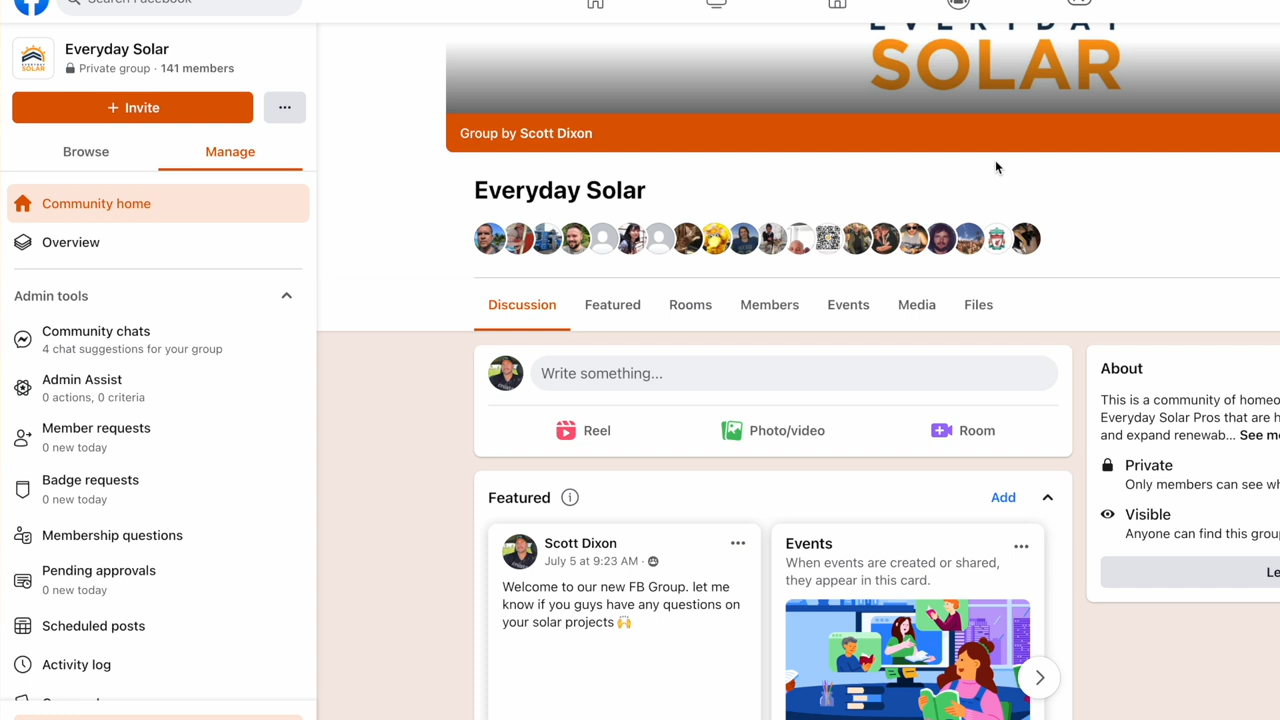 Search Facebook
Everyday Solar
Private group · 141 members
+ Invite
Browse
Manage
Community home
Overview
Admin tools
Community chats
4 chat suggestions for your group
Admin Assist
0 actions, 0 criteria
Member requests
0 new today
Badge requests
0 new today
Membership questions
Pending approvals
0 new today
Scheduled posts
Activity log
EVERYDAY
SOLAR
Group by Scott Dixon
Everyday Solar
Discussion
Featured
Rooms
Members
Events
Media
Files
Write something...
Reel
Photo/video
Room
Featured
Add
Scott Dixon
July 5 at 9:23 AM ·
Welcome to our new FB Group. let me
know if you guys have any questions on
your solar projects 🙌
Events
When events are created or shared,
they appear in this card.
About
This is a community of
Everyday Solar Pros that are
and expand renewab... See
Private
Only members can see
Visible
Anyone can find this